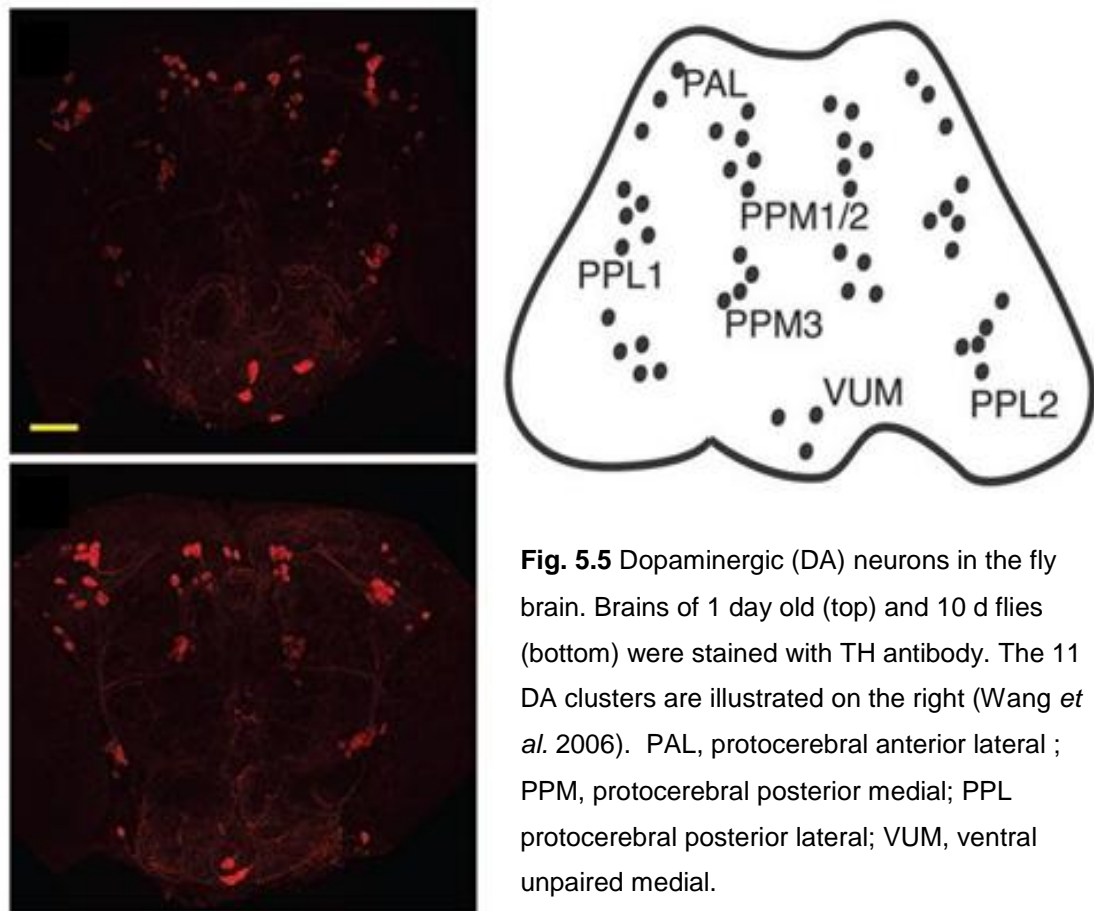 PAL
PPM1/2
PPL1
PPM3
VUM
PPL2
Fig. 5.5 Dopaminergic (DA) neurons in the fly
brain. Brains of 1 day old (top) and 10 d flies
(bottom) were stained with TH antibody. The 11
DA clusters are illustrated on the right (Wang et
al. 2006).  PAL, protocerebral anterior lateral ;
PPM, protocerebral posterior medial; PPL
protocerebral posterior lateral; VUM, ventral
unpaired medial.